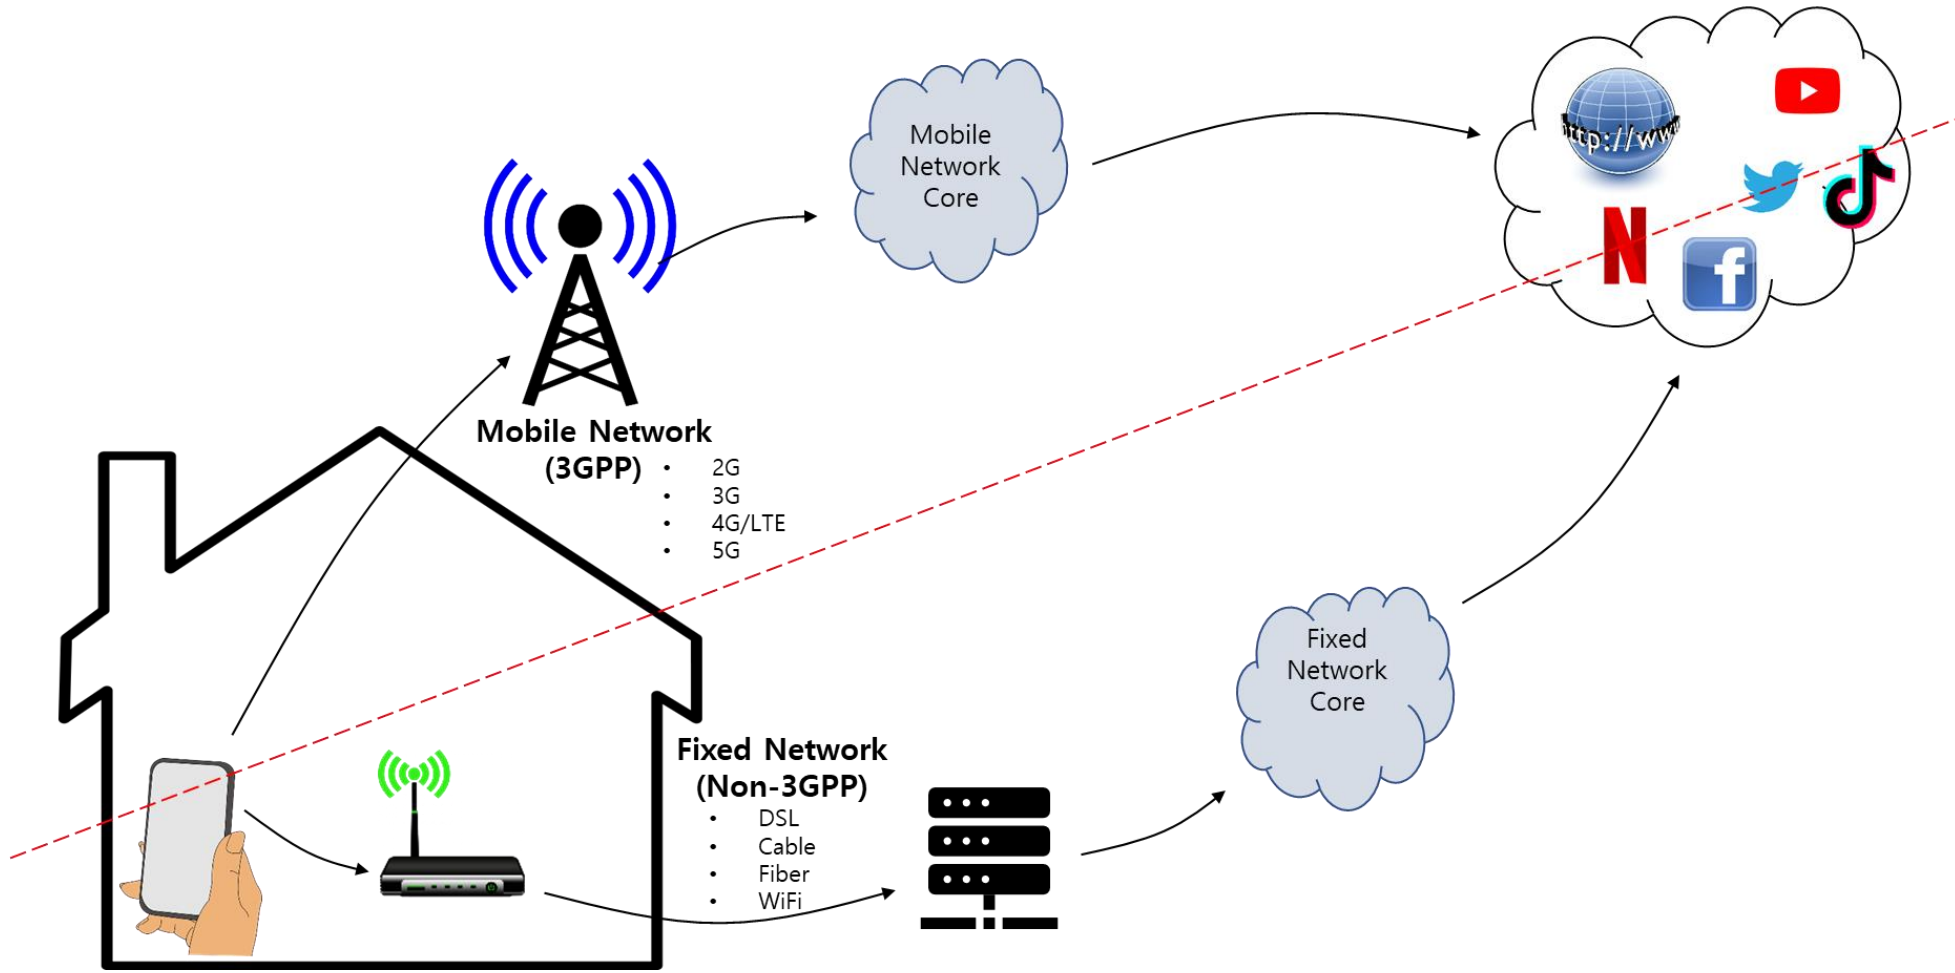 Mobile
Network
Core
http://www
Mobile Network
(3GPP)
• 2G
• 3G
• 4G/LTE
• 5G
Fixed
Network
Core
Fixed Network
(Non-3GPP)
• DSL
• Cable
• Fiber
• WiFi
N
f